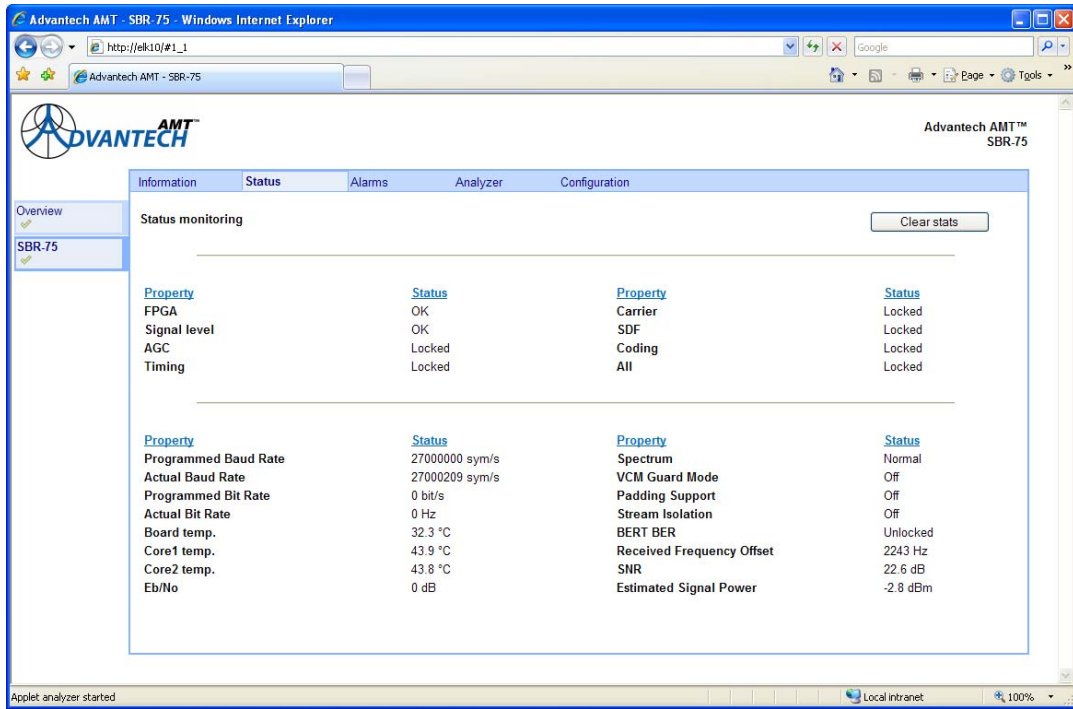 Advantech AMT - SBR-75 - Windows Internet Explorer
http://elk10/#1_1
Google
Advantech AMT - SBR-75
Page
Tools
ADVANTECH AMT™
Advantech AMT™
SBR-75
Information Status Alarms Analyzer Configuration
Overview
SBR-75
Status monitoring
Clear stats
Property Status Property Status
FPGA OK Carrier Locked
Signal level OK SDF Locked
AGC Locked Coding Locked
Timing Locked All Locked
Property Status Property Status
Programmed Baud Rate 27000000 sym/s Spectrum Normal
Actual Baud Rate 27000209 sym/s VCM Guard Mode Off
Programmed Bit Rate 0 bit/s Padding Support Off
Actual Bit Rate 0 Hz Stream Isolation Off
Board temp. 32.3 °C BERT BER Unlocked
Core1 temp. 43.9 °C Received Frequency Offset 2243 Hz
Core2 temp. 43.8 °C SNR 22.6 dB
Eb/No 0 dB Estimated Signal Power -2.8 dBm
Applet analyzer started
Local intranet
100%